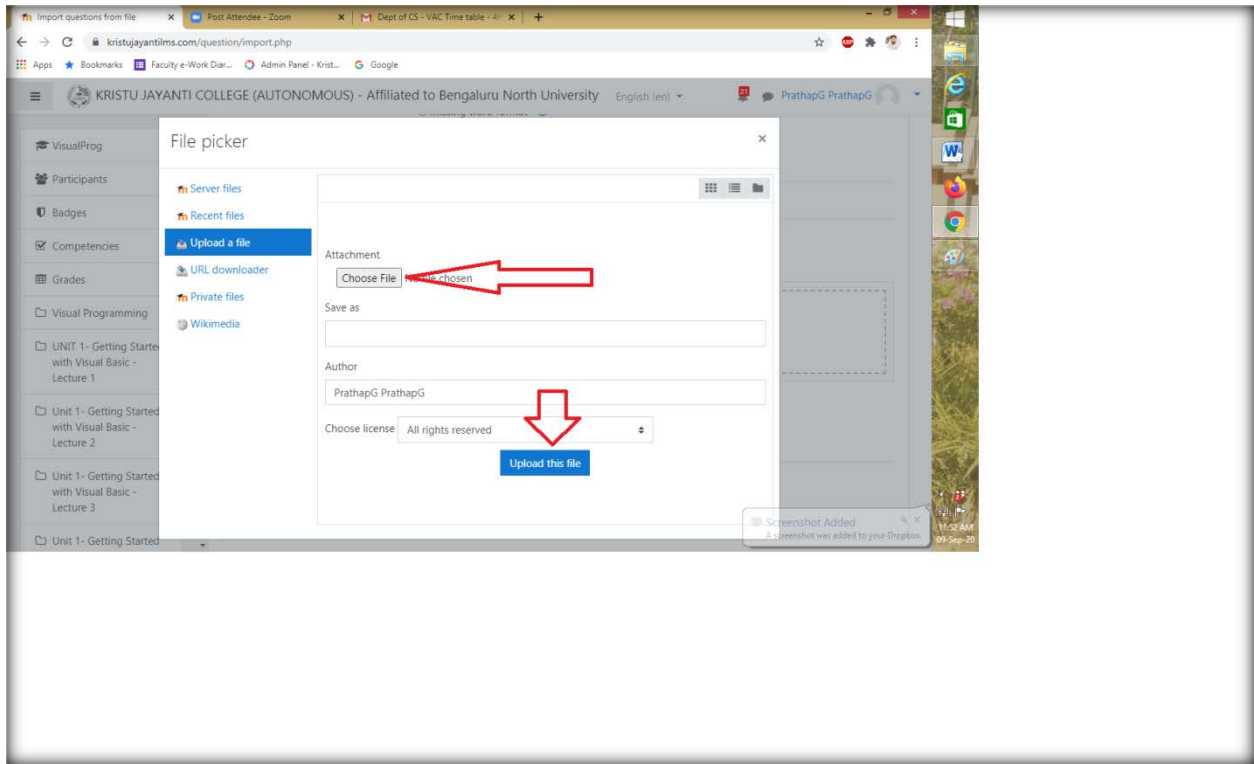 Import questions from file
Post Attendee - Zoom
Dept of CS - VAC Time table - 4t
kristujayantilms.com/question/import.php
ABP
Apps
Bookmarks
Faculty e-Work Diar...
Admin Panel - Krist...
Google
KRISTU JAYANTI COLLEGE (AUTONOMOUS) - Affiliated to Bengaluru North University
English (en)
21
PrathapG PrathapG
VisualProg
Participants
Badges
Competencies
Grades
Visual Programming
UNIT 1- Getting Starte
with Visual Basic -
Lecture 1
Unit 1- Getting Started
with Visual Basic -
Lecture 2
Unit 1- Getting Started
with Visual Basic -
Lecture 3
Unit 1- Getting Started
File picker
Server files
Recent files
Upload a file
URL downloader
Private files
Wikimedia
Attachment
Choose File
chosen
Save as
Author
PrathapG PrathapG
Choose license
All rights reserved
Upload this file
Screenshot Added
A screenshot was added to your Dropbox.
11:52 AM
09-Sep-20